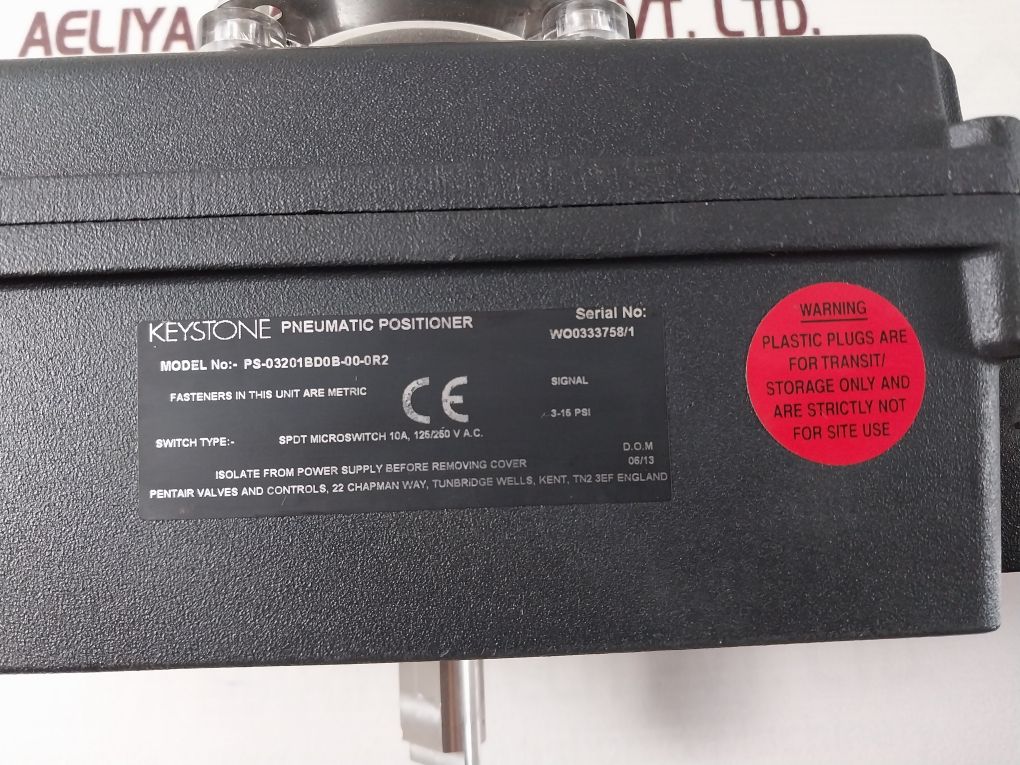 AELIYA VT. LTD.
KEYSTONE PNEUMATIC POSITIONER
Serial No:
WO0333758/1
MODEL No:- PS-03201BD0B-00-0R2
FASTENERS IN THIS UNIT ARE METRIC
CE
SIGNAL
3-15 PSI
SWITCH TYPE:- SPDT MICROSWITCH 10A, 125/250 V A.C.
D.O.M
06/13
ISOLATE FROM POWER SUPPLY BEFORE REMOVING COVER
PENTAIR VALVES AND CONTROLS, 22 CHAPMAN WAY, TUNBRIDGE WELLS, KENT, TN2 3EF ENGLAND
WARNING
PLASTIC PLUGS ARE
FOR TRANSIT/
STORAGE ONLY AND
ARE STRICTLY NOT
FOR SITE USE